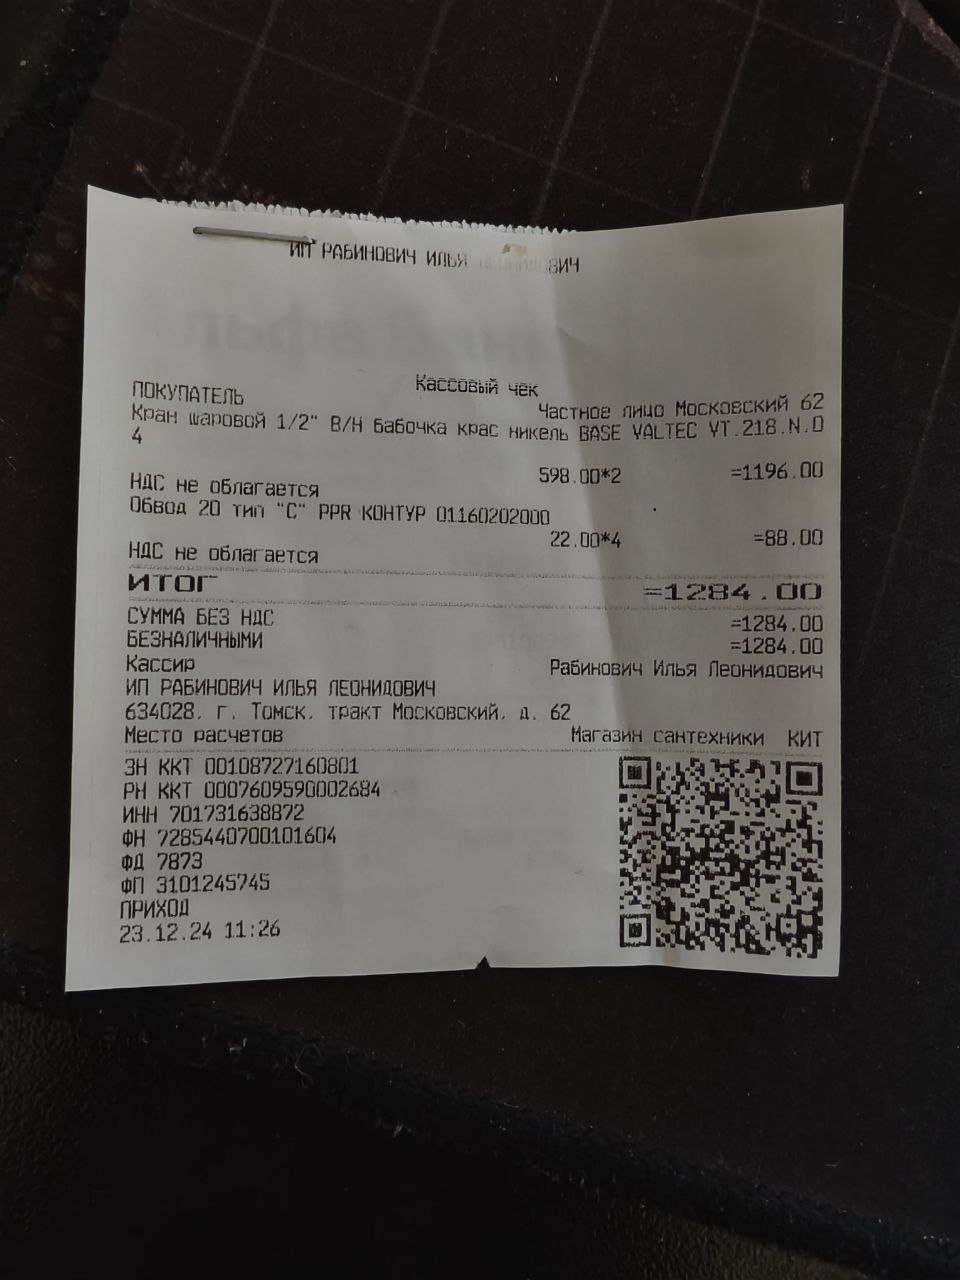 ИП РАБИНОВИЧ ИЛЬЯ
Кассовый чек
ПОКУПАТЕЛЬ Частное лицо Московский 62
Кран шаровой 1/2" В/Н бабочка крас никель BASE VALTEC VT.218.N.0
4
598.00*2 =1196.00
НДС не облагается
Обвод 20 тип "С" PPR КОНТУР 01160202000
22.00*4 =88.00
НДС не облагается
ИТОГ =1284.00
СУММА БЕЗ НДС =1284.00
БЕЗНАЛИЧНЫМИ =1284.00
Кассир Рабинович Илья Леонидович
ИП РАБИНОВИЧ ИЛЬЯ ЛЕОНИДОВИЧ
634028, г. Томск, тракт Московский, д. 62
Место расчетов Магазин сантехники КИТ
ЗН ККТ 00108727160801
РН ККТ 0007609590002684
ИНН 701731638872
ФН 7285440700101604
ФД 7873
ФП 3101245745
ПРИХОД
23.12.24 11:26